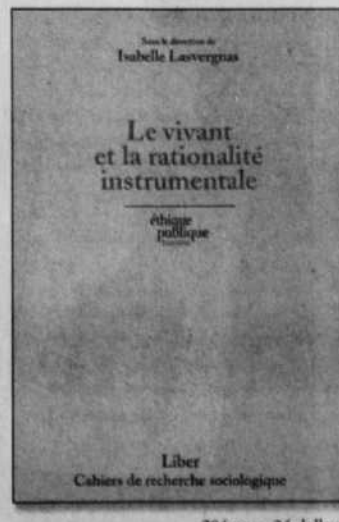 Sous la direction de
Isabelle Lasvergnas
Le vivant
et la rationalité
instrumentale
éthique
publique
Liber
Cahiers de recherche sociologique